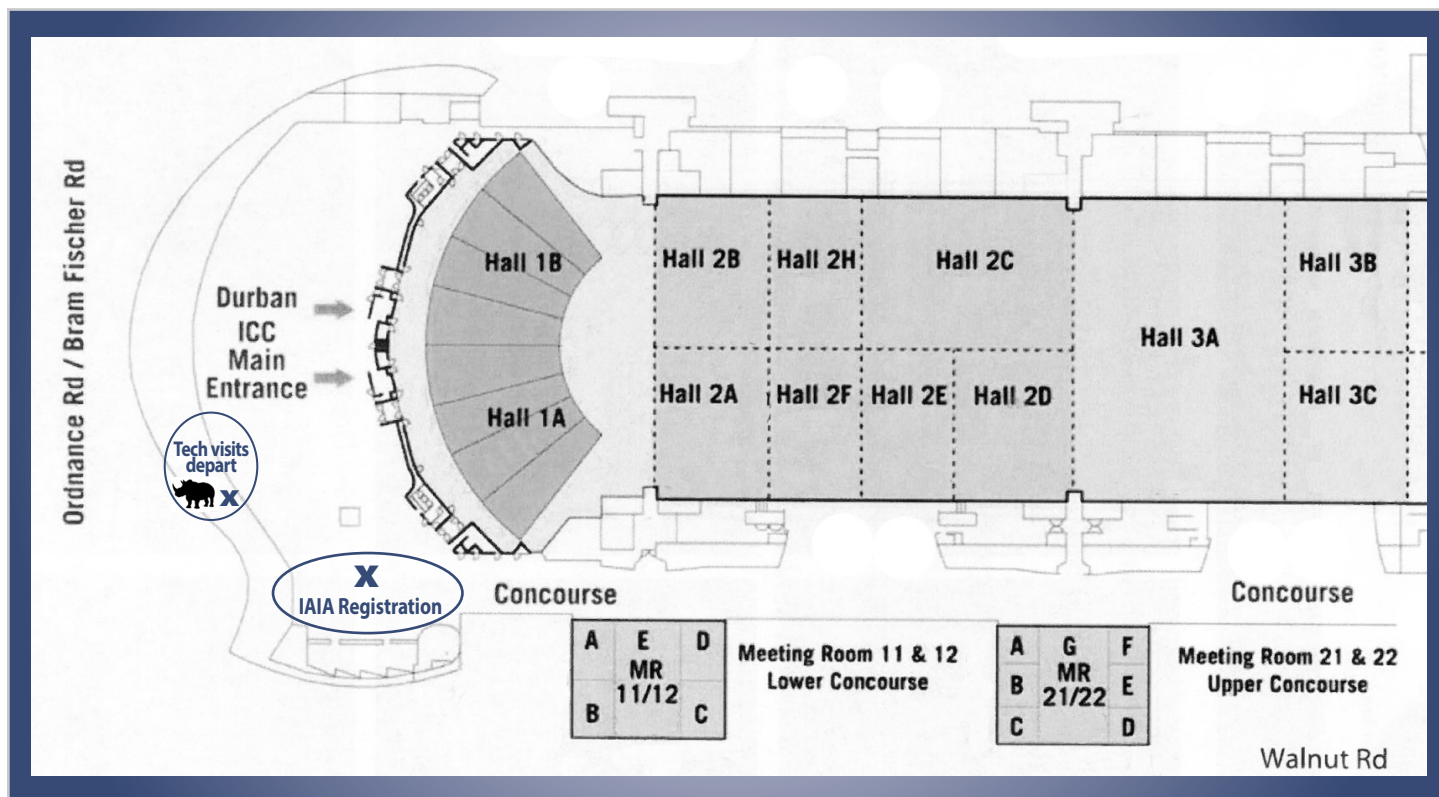 Ordnance Rd / Bram Fischer Rd
Durban
ICC
Main
Entrance
Tech visits
depart
X
X
IAIA Registration
Hall 1B
Hall 1A
Hall 2B
Hall 2H
Hall 2C
Hall 2A
Hall 2F
Hall 2E
Hall 2D
Hall 3A
Hall 3B
Hall 3C
Concourse
Concourse
A E D
MR
11/12
B C
Meeting Room 11 & 12
Lower Concourse
A G F
MR
B E
21/22
C D
Meeting Room 21 & 22
Upper Concourse
Walnut Rd